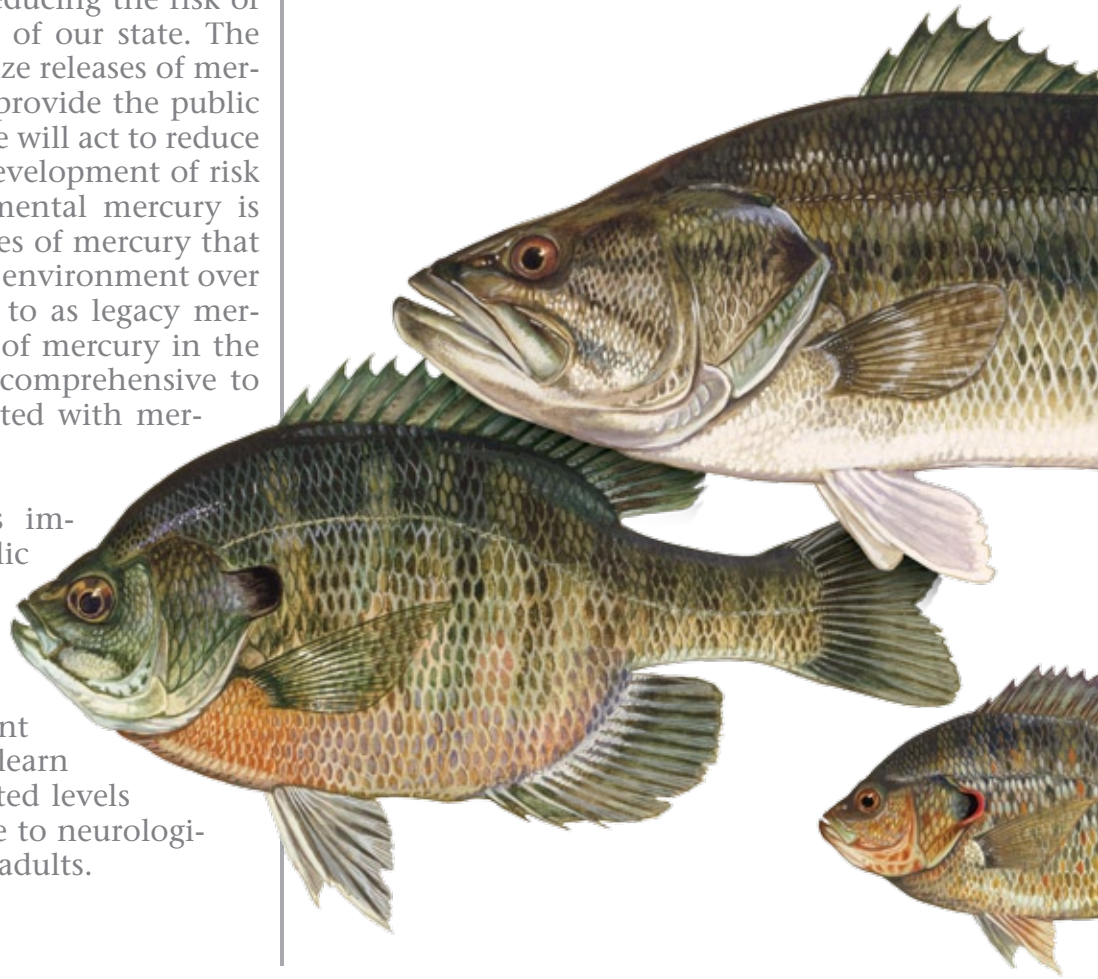 educing the risk of
of our state. The
ze releases of mer-
provide the public
e will act to reduce
evelopment of risk
mental mercury is
es of mercury that
environment over
to as legacy mer-
of mercury in the
comprehensive to
ted with mer-
s im-
lic
nt
learn
ted levels
e to neurologi-
adults.